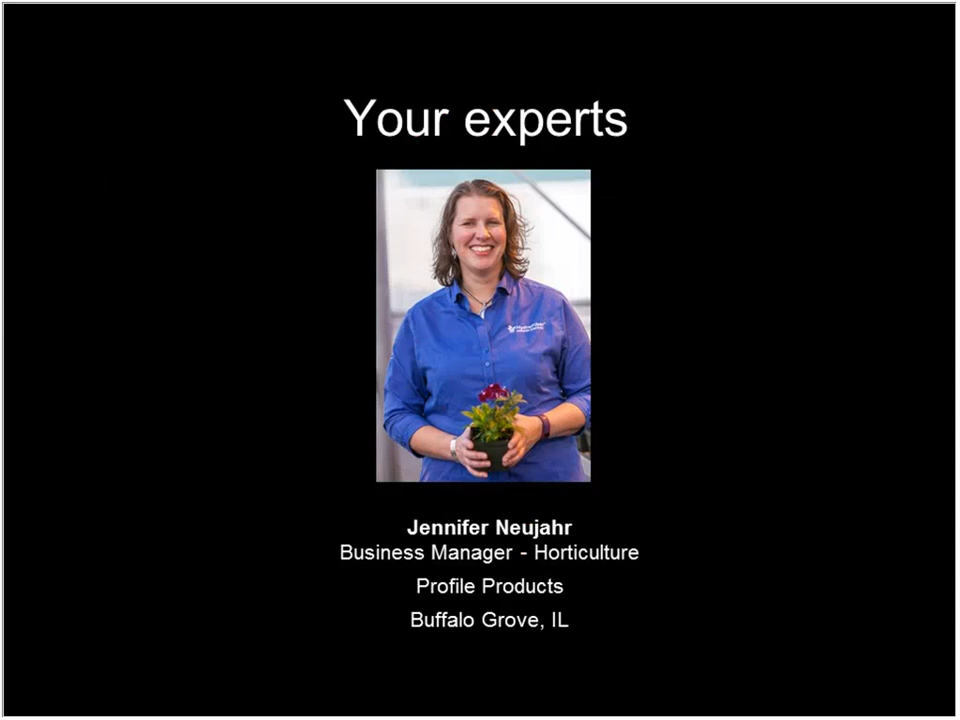 Your experts
Jennifer Neujahr
Business Manager - Horticulture
Profile Products
Buffalo Grove, IL